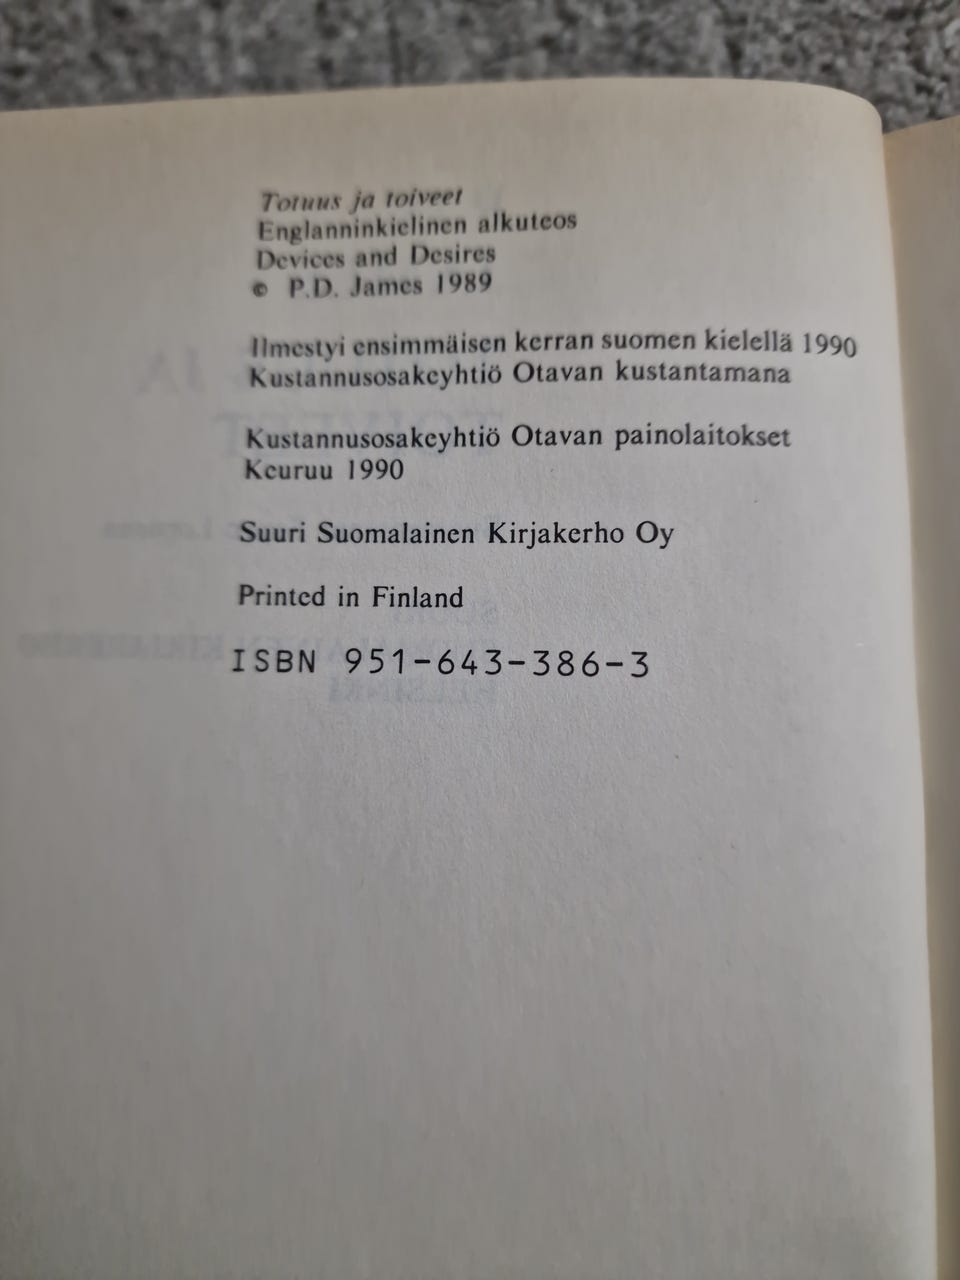 Totuus ja toiveet
Englanninkielinen alkuteos
Devices and Desires
© P.D. James 1989
Ilmestyi ensimmäisen kerran suomen kielellä 1990
Kustannusosakeyhtiö Otavan kustantamana
Kustannusosakeyhtiö Otavan painolaitokset
Keuruu 1990
Suuri Suomalainen Kirjakerho Oy
Printed in Finland
ISBN 951-643-386-3